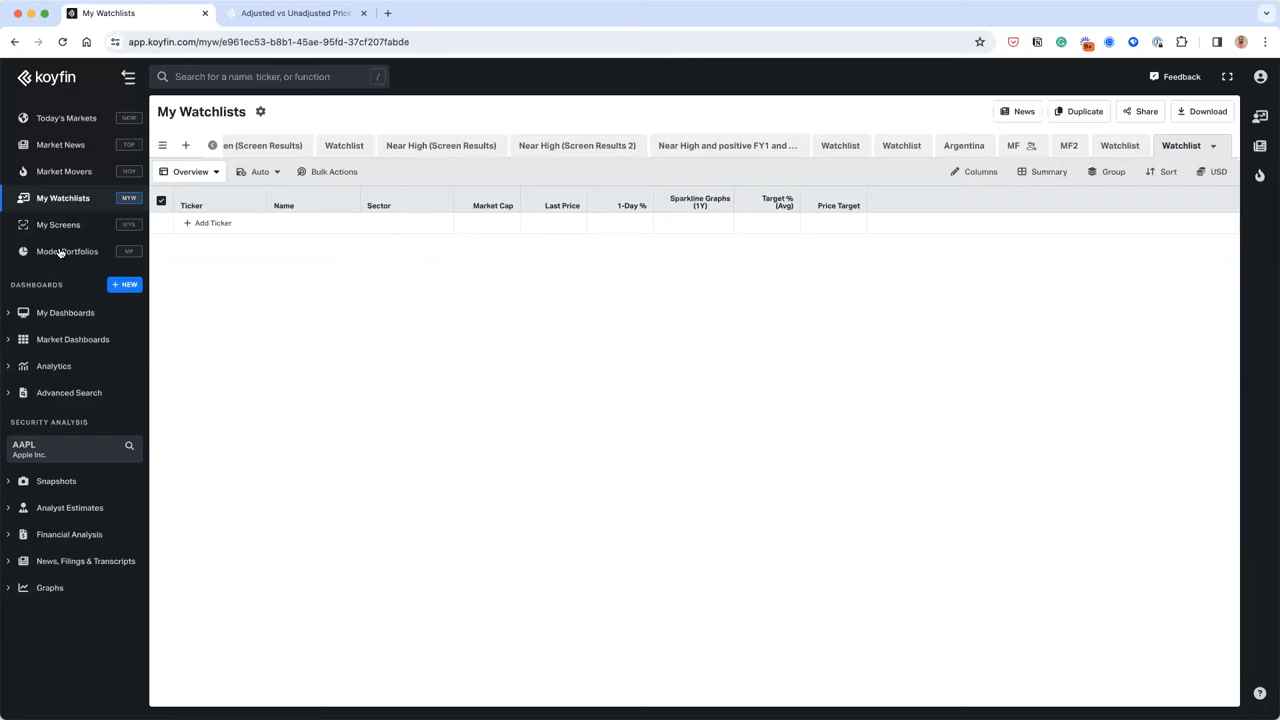 My Watchlists
Adjusted vs Unadjusted Pric
app.koyfin.com/myw/e961ec53-b8b1-45ae-95fd-37cf207fabde
9+
koyfin
Search for a name, ticker, or function /
Feedback
Today's Markets NOW
Market News TOP
Market Movers MOV
My Watchlists MYW
My Screens MYS
Model Portfolios MP
DASHBOARDS + NEW
My Dashboards
Market Dashboards
Analytics
Advanced Search
SECURITY ANALYSIS
AAPL
Apple Inc.
Snapshots
Analyst Estimates
Financial Analysis
News, Filings & Transcripts
Graphs
My Watchlists
News Duplicate Share Download
en (Screen Results) Watchlist Near High (Screen Results) Near High (Screen Results 2) Near High and positive FY1 and ... Watchlist Watchlist Argentina MF MF2 Watchlist Watchlist
Overview Auto Bulk Actions Columns Summary Group Sort USD
Ticker Name Sector Market Cap Last Price 1-Day % Sparkline Graphs (1Y) Target % (Avg) Price Target
+ Add Ticker